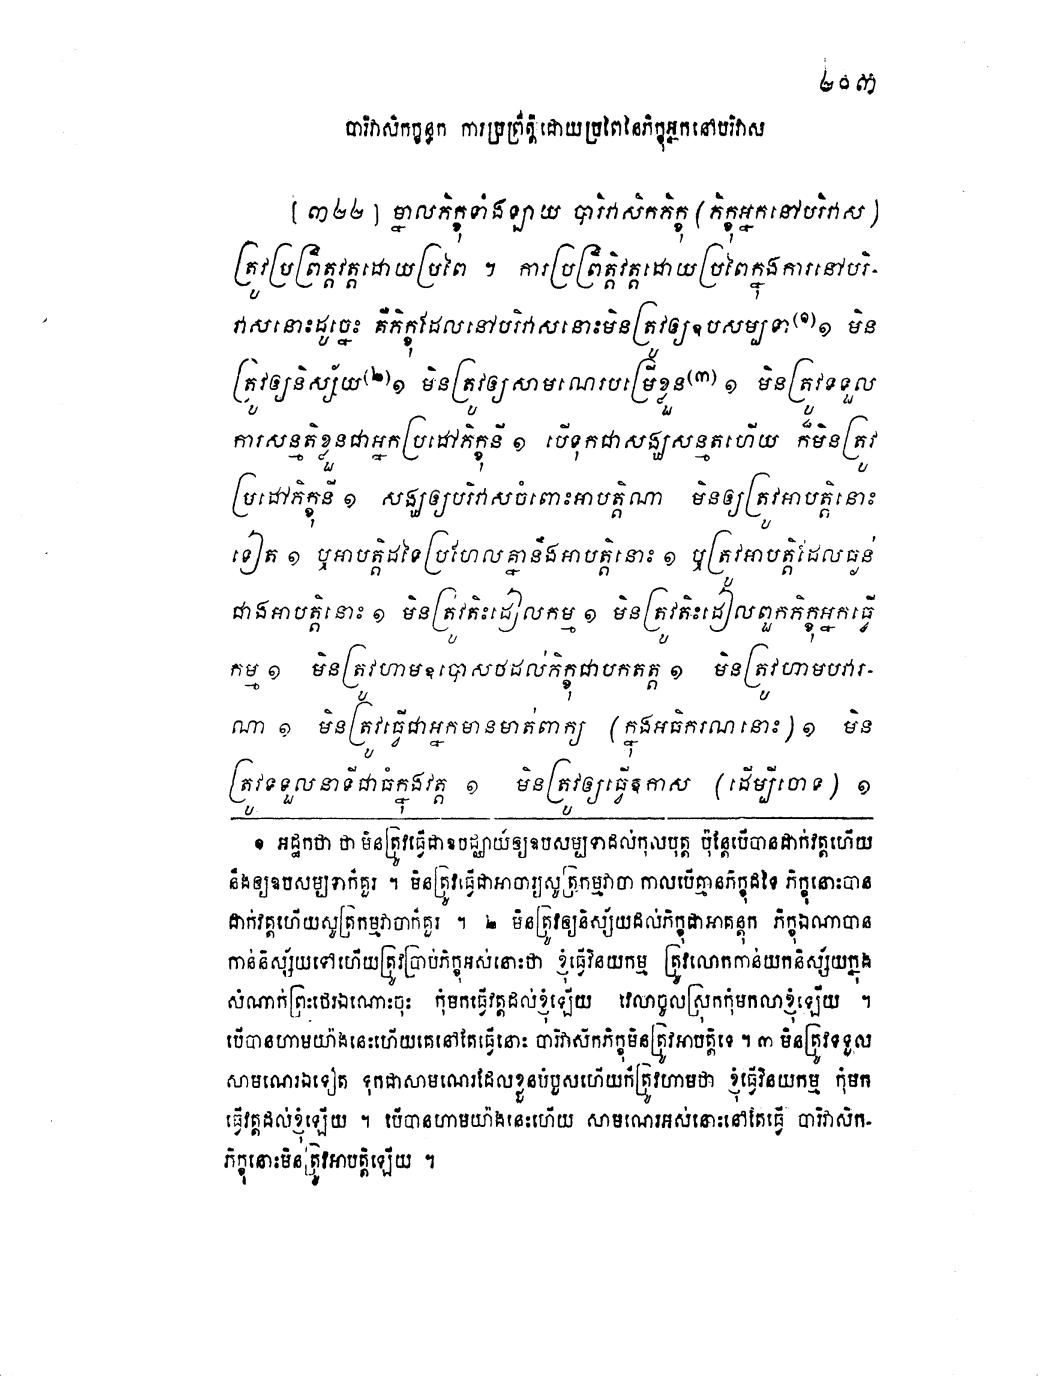 ២០៣
បារិវាសិកក្ខន្ធក ការប្រព្រឹត្តិដោយប្រពៃនៃភិក្ខុអ្នកនៅបរិវាស
[៣២២] ម្នាលភិក្ខុទាំងឡាយ បារិវាសិកភិក្ខុ (ភិក្ខុអ្នកនៅបរិវាស)
ត្រូវប្រព្រឹត្តវត្តដោយប្រពៃ ។ ការប្រព្រឹត្តិវត្តដោយប្រពៃក្នុងការនៅបរិ-
វាសនោះដូច្នេះ គឺភិក្ខុដែលនៅបរិវាសនោះមិនត្រូវឲ្យឧបសម្បទា(១)១ មិន
ត្រូវឲ្យនិស្ស័យ(២)១ មិនត្រូវឲ្យសាមណេរបម្រើខ្លួន(៣) ១ មិនត្រូវទទួល
ការសន្មតិខ្លួនជាអ្នកប្រដៅភិក្ខុនី ១ បើទុកជាសង្ឃសន្មតហើយ ក៏មិនត្រូវ
ប្រដៅភិក្ខុនី ១ សង្ឃឲ្យបរិវាសចំពោះអាបត្តិណា មិនឲ្យត្រូវអាបត្តិនោះ
ទៀត ១ ឬអាបត្តិដទៃប្រហែលគ្នានឹងអាបត្តិនោះ ១ ឬត្រូវអាបត្តិដែលធ្ងន់
ជាងអាបត្តិនោះ ១ មិនត្រូវតិះដៀលកម្ម ១ មិនត្រូវតិះដៀលពួកភិក្ខុអ្នកធ្វើ
កម្ម ១ មិនត្រូវហាមឧបោសថដល់ភិក្ខុជាបកតត្ត ១ មិនត្រូវហាមបវារ-
ណា ១ មិនត្រូវធ្វើជាអ្នកមានមាត់ពាក្យ (ក្នុងអធិករណនោះ) ១ មិន
ត្រូវទទួលនាទីជាធំក្នុងវត្ត ១ មិនត្រូវឲ្យធ្វើឱកាស (ដើម្បីចោទ) ១
១ អដ្ឋកថា ថា មិនត្រូវធ្វើជាឧបជ្ឈាយ៍ឲ្យឧបសម្បទាដល់កុលបុត្ត ប៉ុន្តែបើបានដាក់វត្តហើយ
នឹងឲ្យឧបសម្បទាក៏គួរ ។ មិនត្រូវធ្វើជាអាចារ្យសូត្រកម្មវាចា កាលបើគ្មានភិក្ខុដទៃ ភិក្ខុនោះបាន
ដាក់វត្តហើយសូត្រកម្មវាចាក៏គួរ ។ ២ មិនត្រូវឲ្យនិស្ស័យដល់ភិក្ខុជាអាគន្តុក ភិក្ខុឯណាបាន
កាន់និស្ស័យទៅហើយត្រូវប្រាប់ភិក្ខុអស់នោះថា ខ្ញុំធ្វើវិនយកម្ម ត្រូវលោកកាន់យកនិស្ស័យក្នុង
សំណាក់ព្រះថេរឯណោះចុះ កុំមកធ្វើវត្តដល់ខ្ញុំឡើយ វេលាចូលស្រុកកុំមកលាខ្ញុំឡើយ ។
បើបានហាមយ៉ាងនេះហើយគេនៅតែធ្វើនោះ បារិវាសិកភិក្ខុមិនត្រូវអាបត្តិទេ ។ ៣ មិនត្រូវទទួល
សាមណេរឯទៀត ទុកជាសាមណេរដែលខ្លួនបំបួសហើយក៏ត្រូវហាមថា ខ្ញុំធ្វើវិនយកម្ម កុំមក
ធ្វើវត្តដល់ខ្ញុំឡើយ ។ បើបានហាមយ៉ាងនេះហើយ សាមណេរអស់នោះនៅតែធ្វើ បារិវាសិក-
ភិក្ខុនោះមិនត្រូវអាបត្តិឡើយ ។